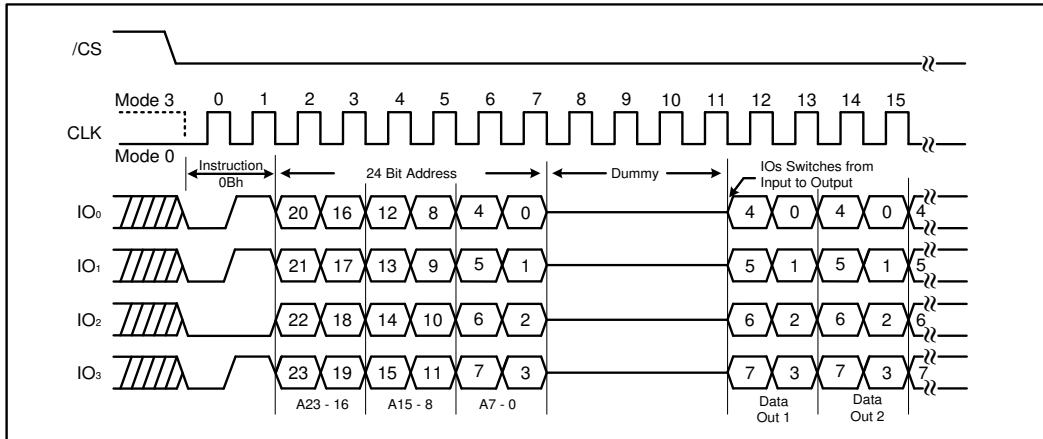 /CS
Mode 3
0 1 2 3 4 5 6 7 8 9 10 11 12 13 14 15
CLK
Mode 0
Instruction
0Bh
24 Bit Address
Dummy
IOs Switches from
Input to Output
IO₀ 20 16 12 8 4 0 4 0 4 0 4
IO₁ 21 17 13 9 5 1 5 1 5 1 5
IO₂ 22 18 14 10 6 2 6 2 6 2 6
IO₃ 23 19 15 11 7 3 7 3 7 3 7
A23 - 16
A15 - 8
A7 - 0
Data
Out 1
Data
Out 2